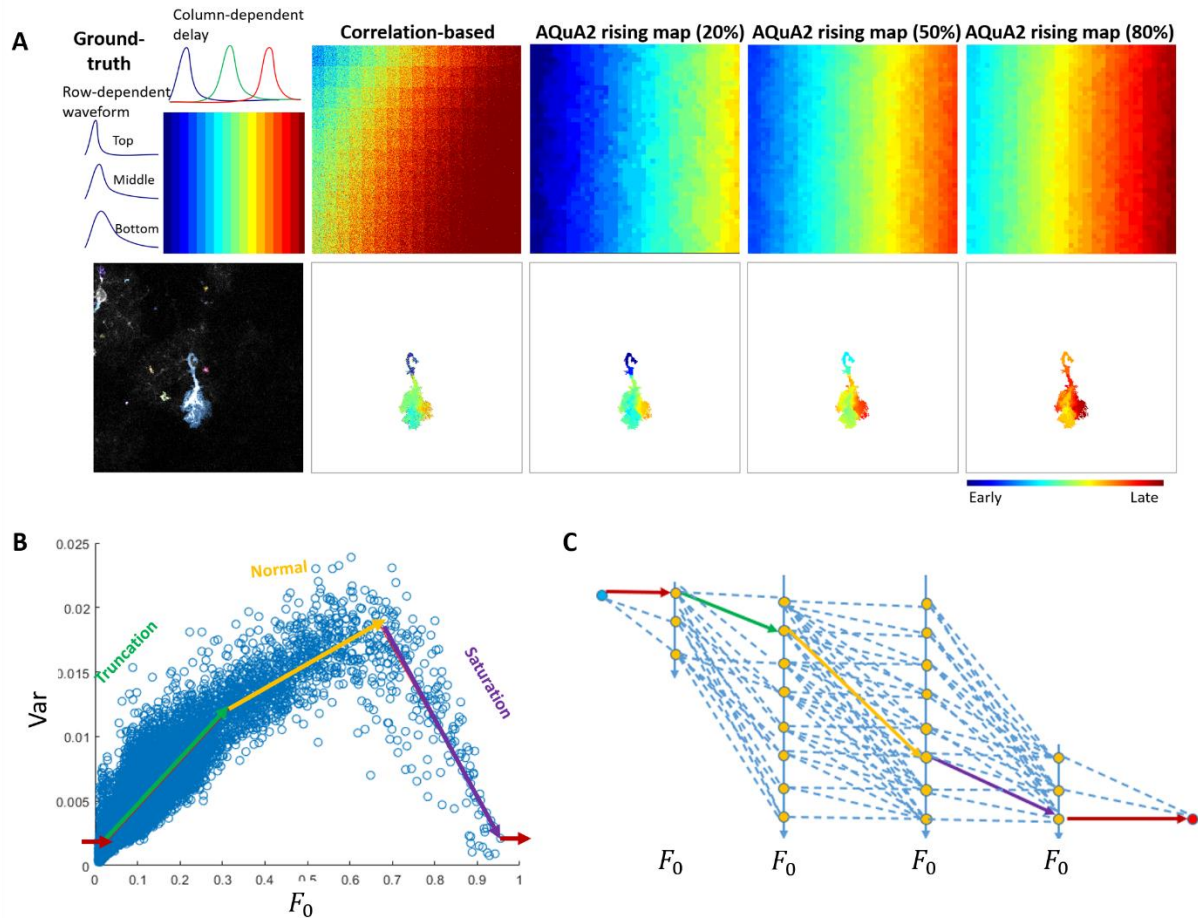 A
Ground-
truth
Column-dependent
delay
Row-dependent
waveform
Top
Middle
Bottom
Correlation-based
AQuA2 rising map (20%)
AQuA2 rising map (50%)
AQuA2 rising map (80%)
Early
Late
B
0.025
0.02
0.015
0.01
0.005
0
Var
Truncation
Normal
Saturation
0 0.1 0.2 0.3 0.4 0.5 0.6 0.7 0.8 0.9 1
F₀
C
F₀ F₀ F₀ F₀